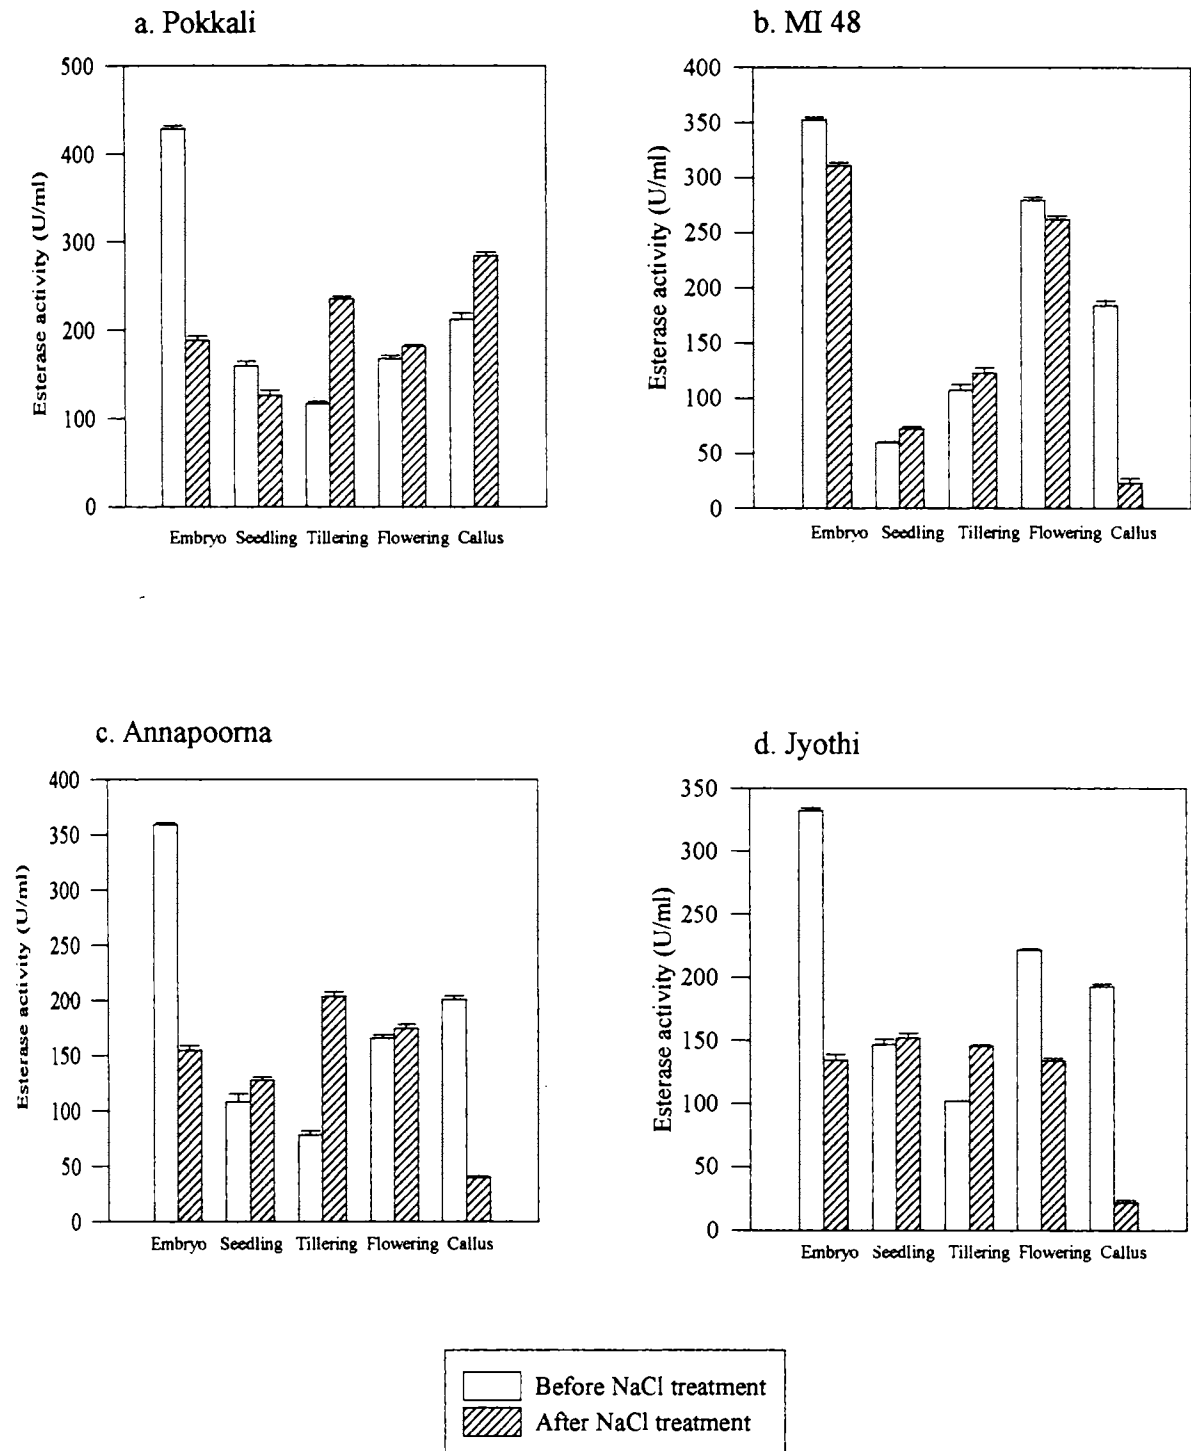 a. Pokkali
500
400
300
200
100
0
Esterase activity (U/ml)
Embryo Seedling Tillering Flowering Callus
b. MI 48
400
350
300
250
200
150
100
50
0
Esterase activity (U/ml)
Embryo Seedling Tillering Flowering Callus
c. Annapoorna
400
350
300
250
200
150
100
50
0
Esterase activity (U/ml)
Embryo Seedling Tillering Flowering Callus
d. Jyothi
350
300
250
200
150
100
50
0
Esterase activity (U/ml)
Embryo Seedling Tillering Flowering Callus
Before NaCl treatment
After NaCl treatment